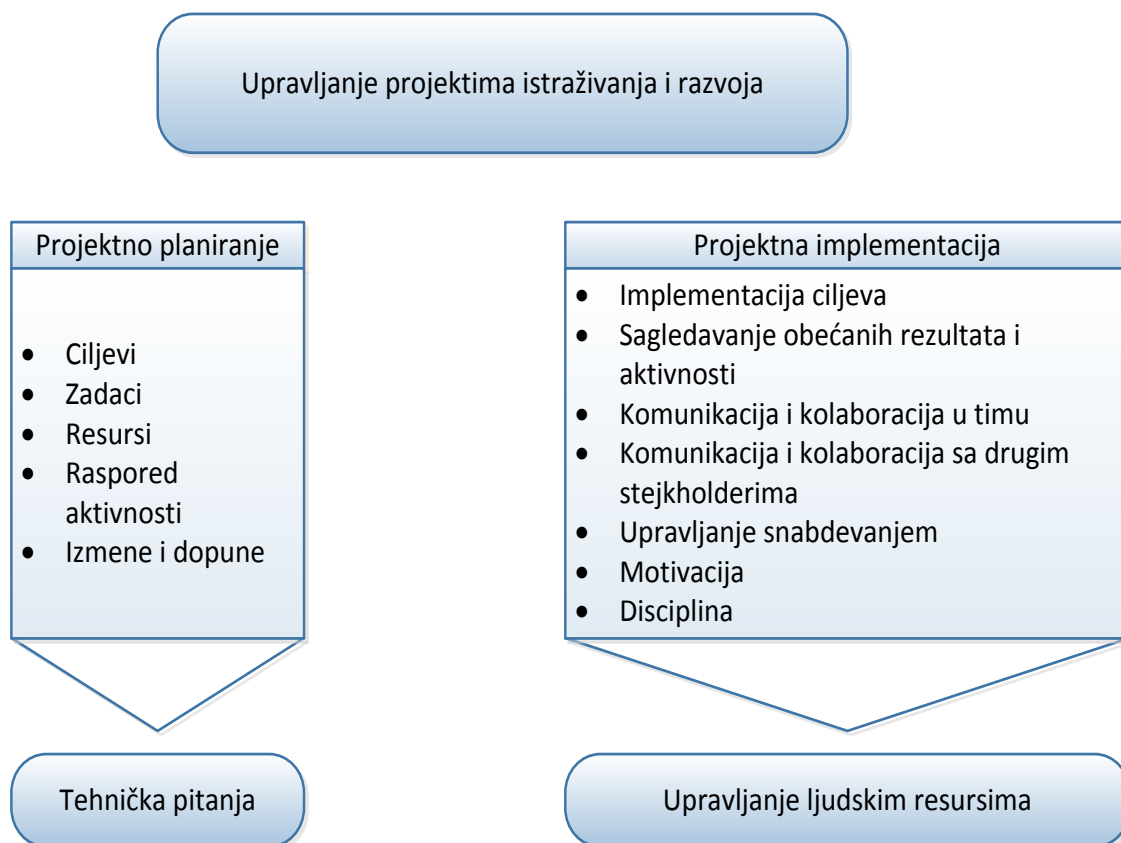 Upravljanje projektima istraživanja i razvoja
Projektno planiranje
• Ciljevi
• Zadaci
• Resursi
• Raspored
aktivnosti
• Izmene i dopune
Tehnička pitanja
Projektna implementacija
• Implementacija ciljeva
• Sagledavanje obećanih rezultata i
aktivnosti
• Komunikacija i kolaboracija u timu
• Komunikacija i kolaboracija sa drugim
stejkholderima
• Upravljanje snabdevanjem
• Motivacija
• Disciplina
Upravljanje ljudskim resursima